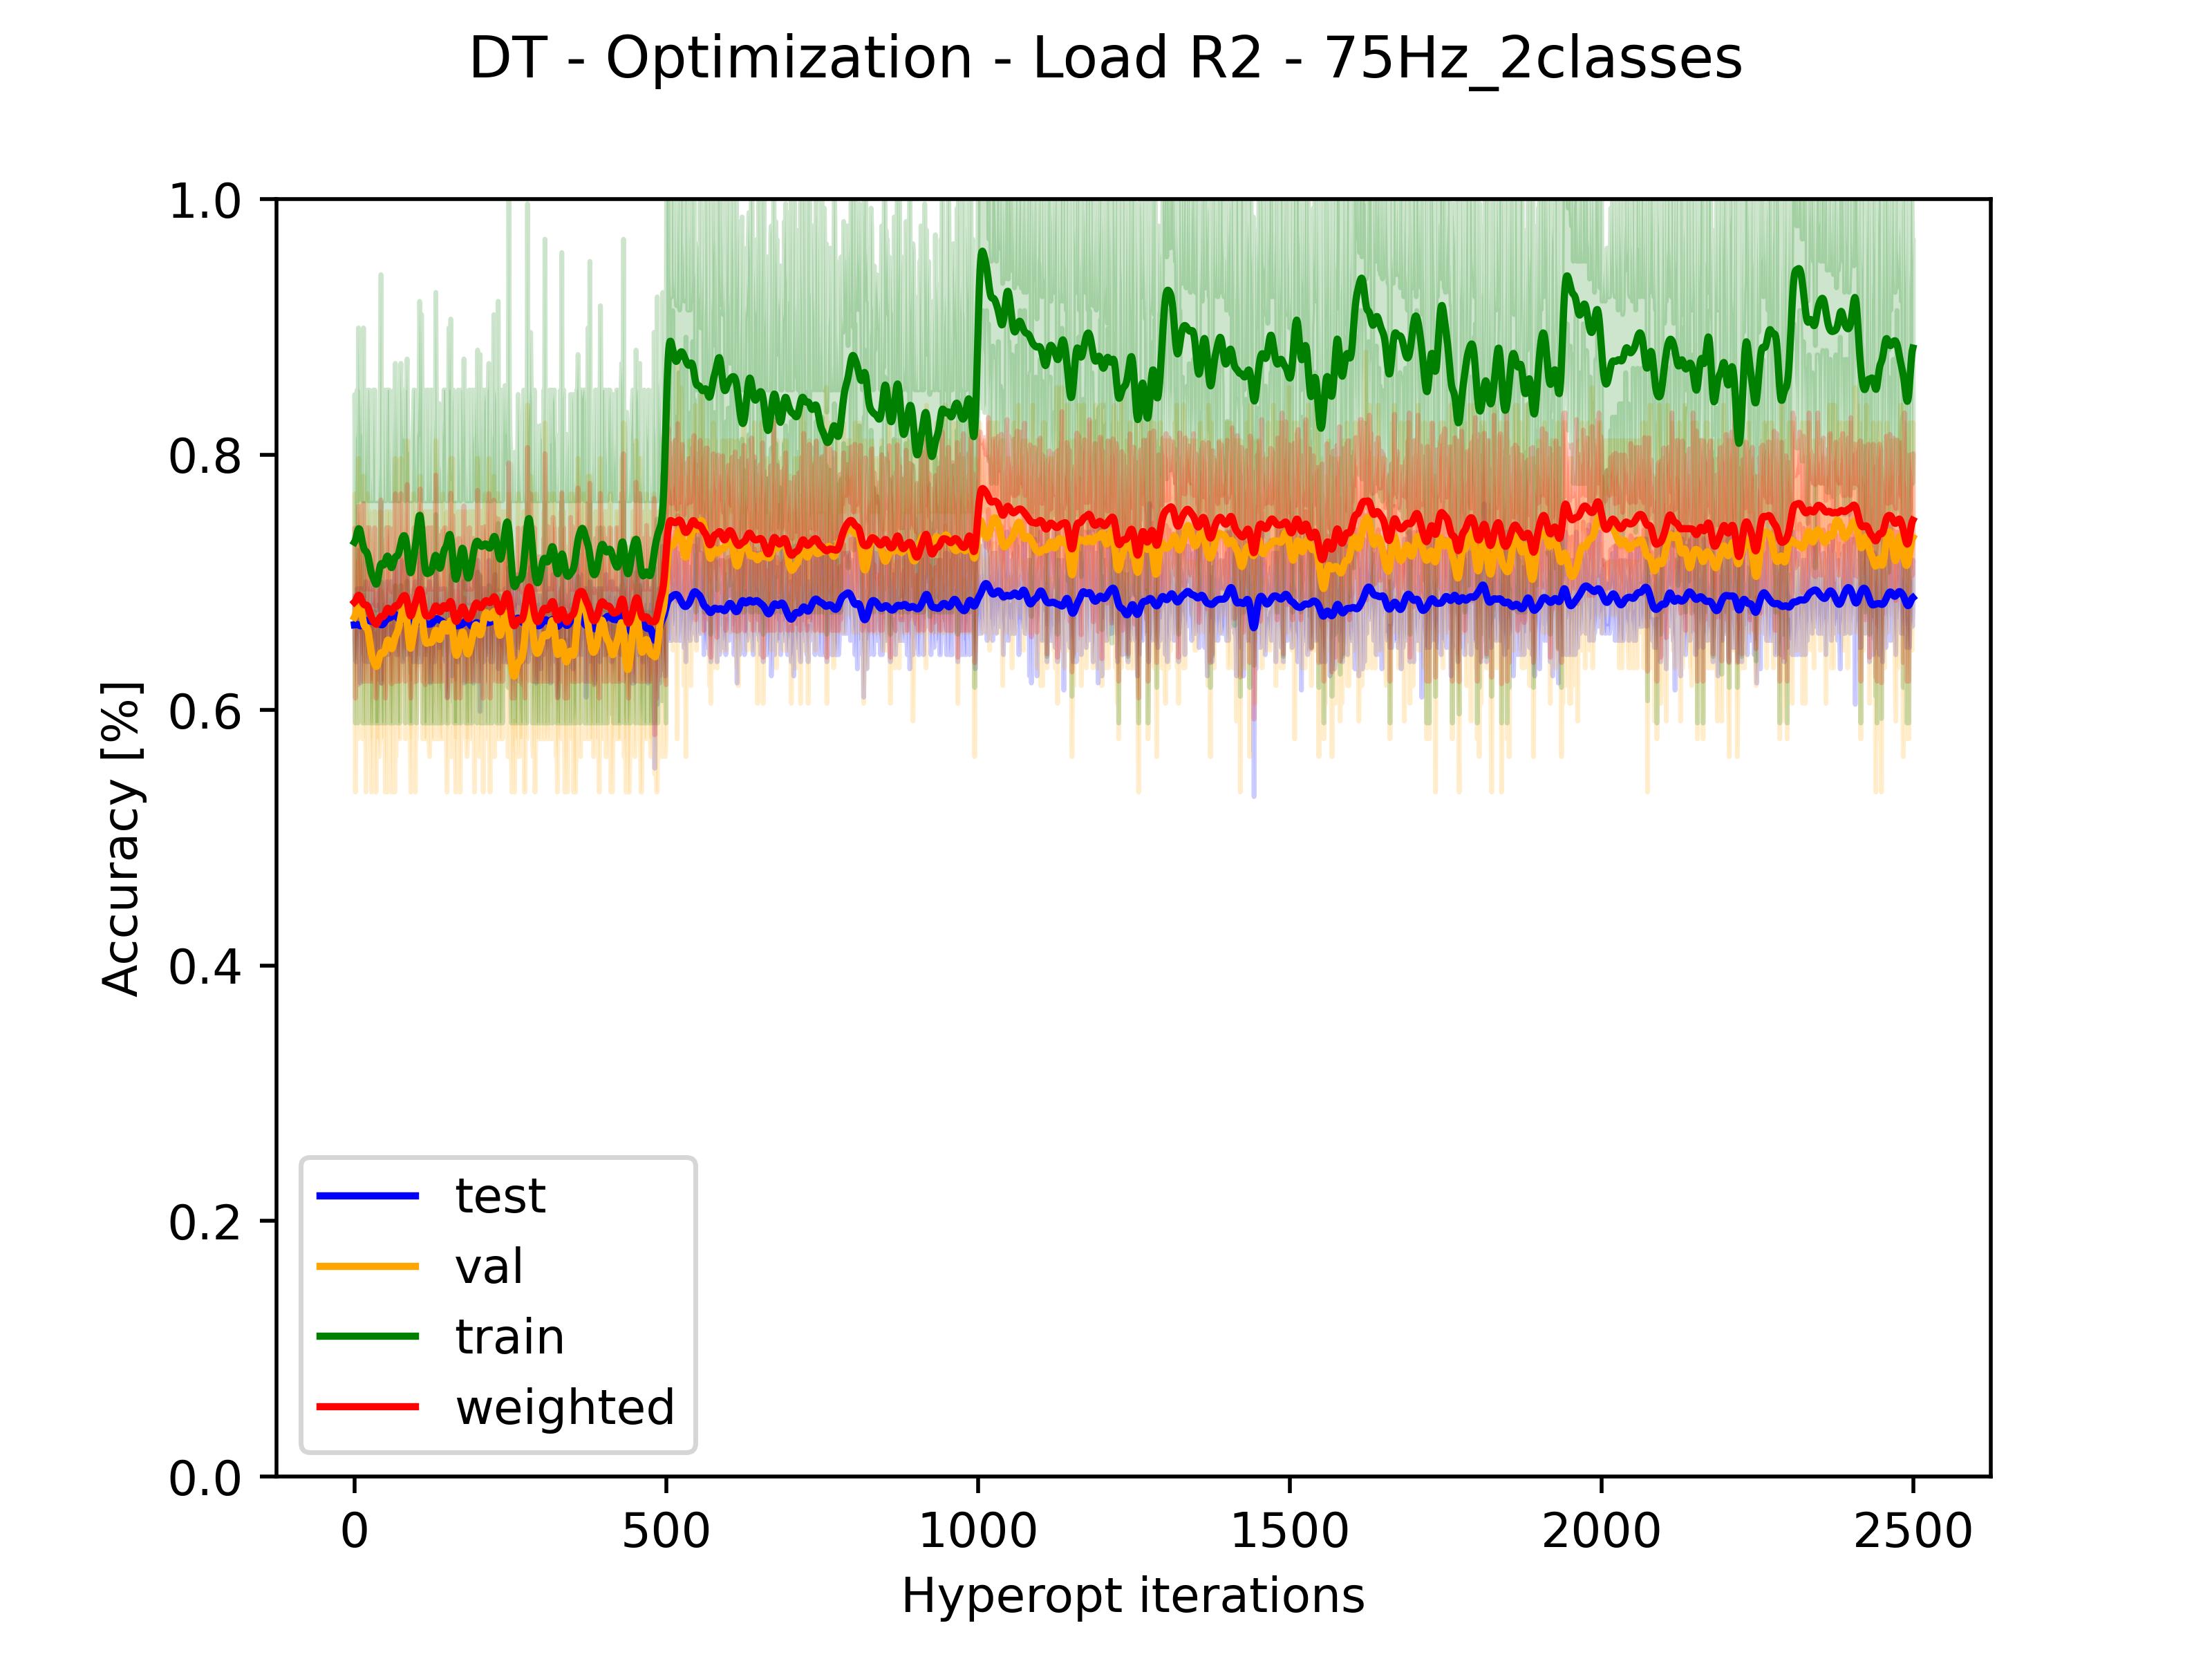 DT - Optimization - Load R2 - 75Hz_2classes
1.0
0.8
0.6
0.4
0.2
0.0
Accuracy [%]
test
val
train
weighted
0 500 1000 1500 2000 2500
Hyperopt iterations